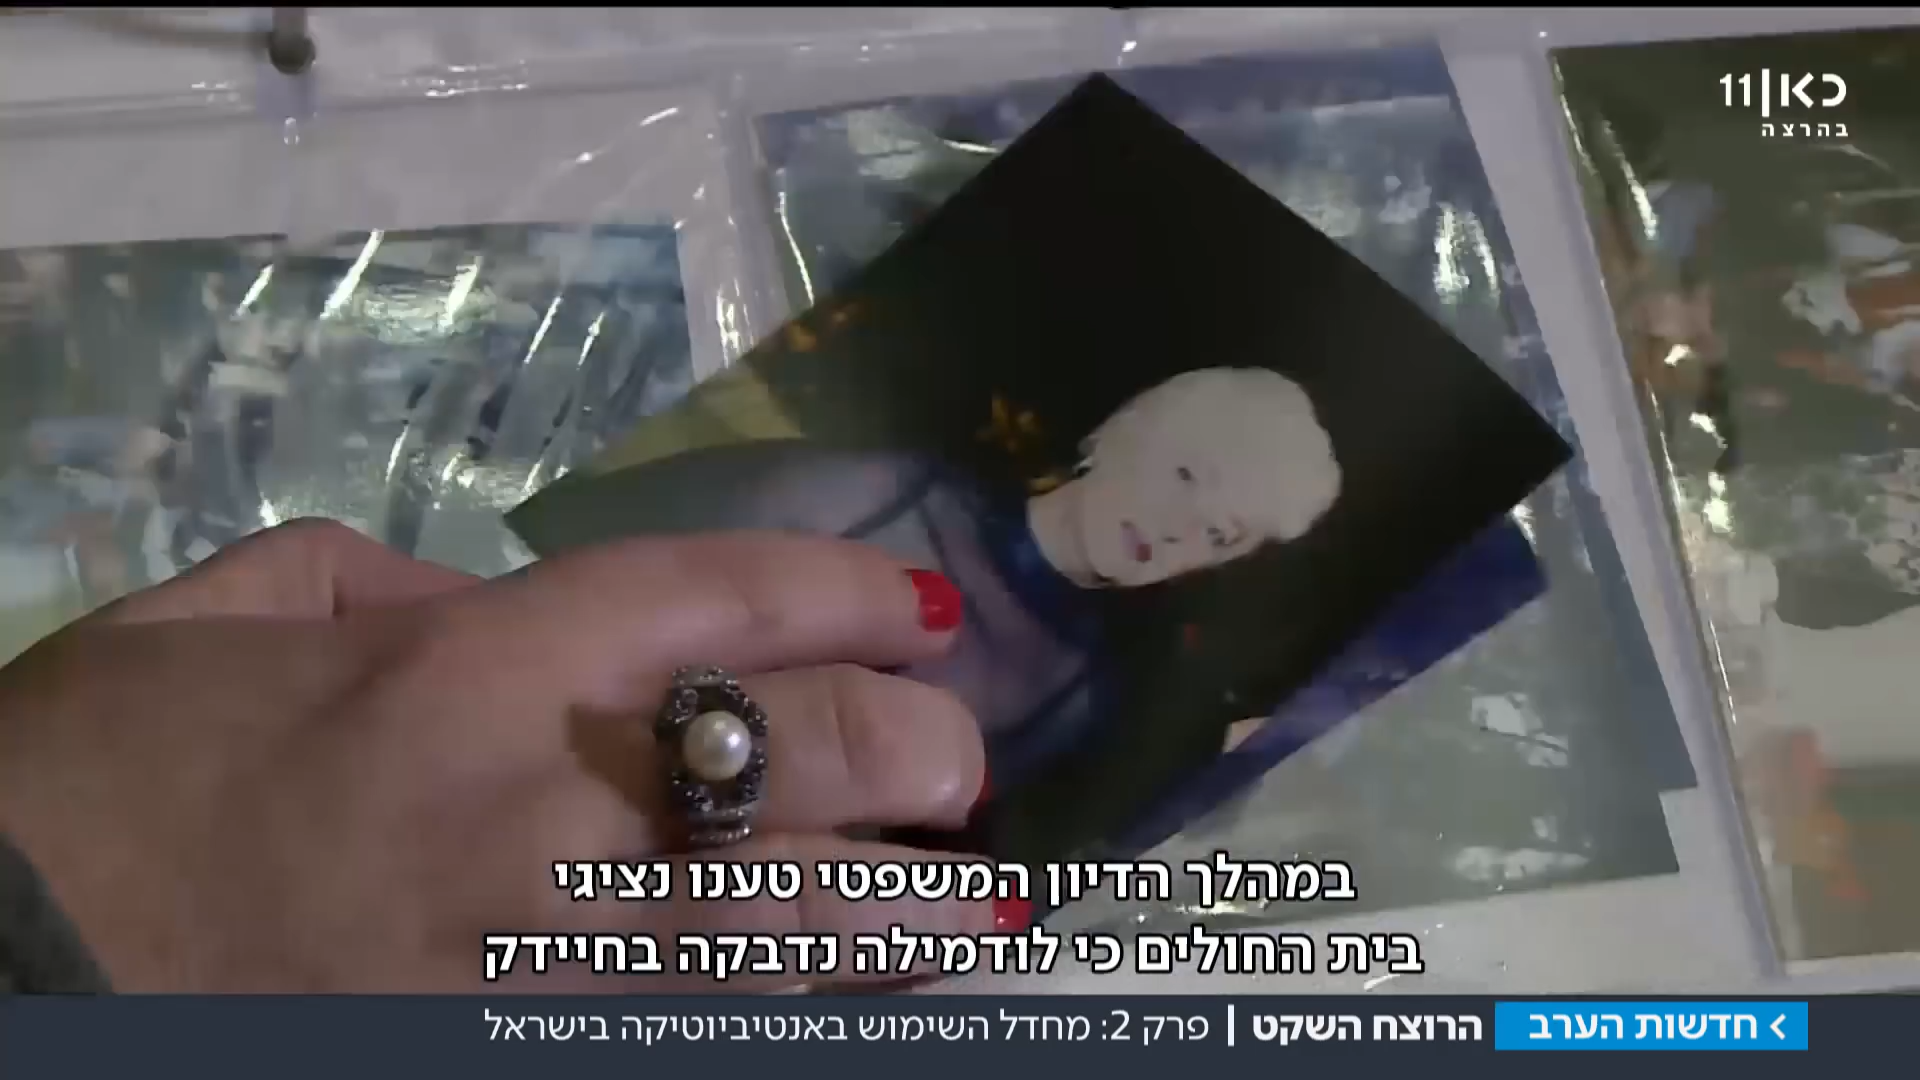 כאן 11
בהרצה
במהלך הדיון המשפטי טענו נציגי
בית החולים כי לודמילה נדבקה בחיידק
חדשות הערב הרוצח השקט | פרק 2: מחדל השימוש באנטיביוטיקה בישראל